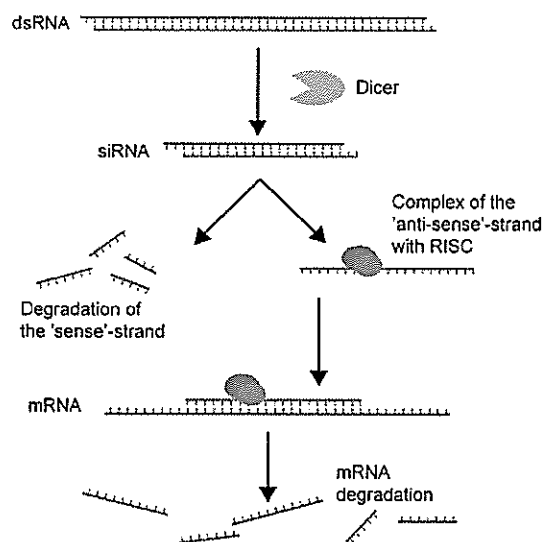 dsRNA
Dicer
siRNA
Complex of the
'anti-sense'-strand
with RISC
Degradation of
the 'sense'-strand
mRNA
mRNA
degradation